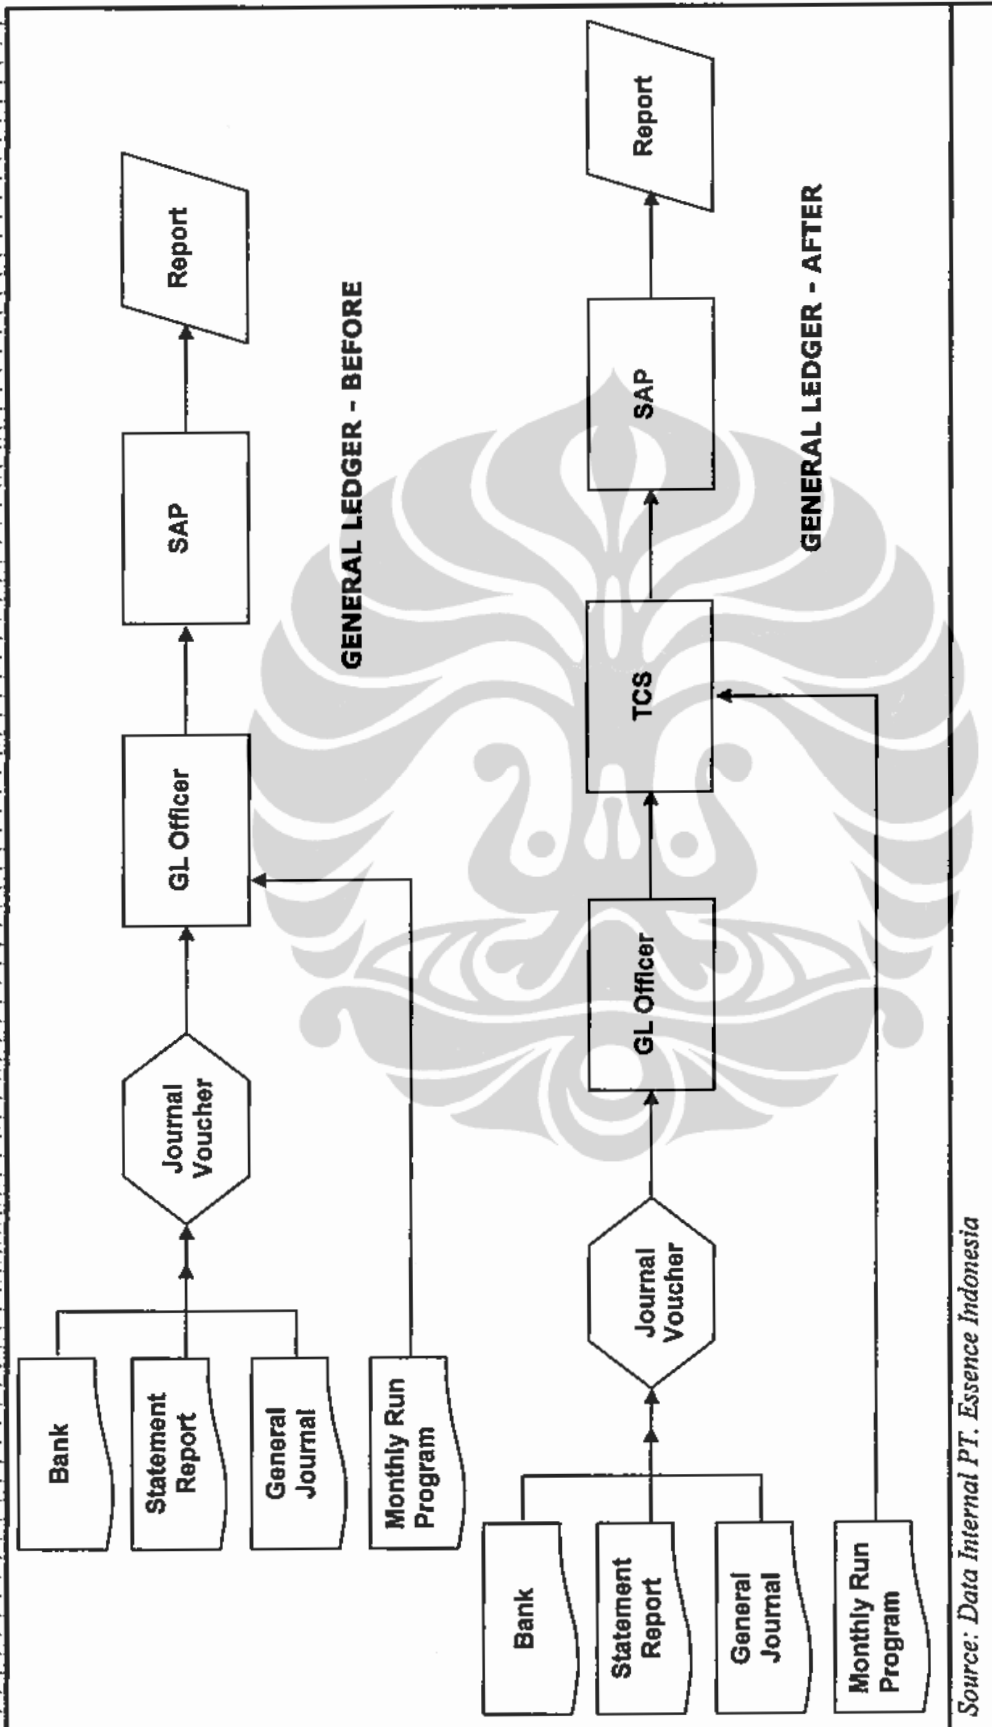 Bank
Statement
Report
General
Journal
Monthly Run
Program
Journal
Voucher
GL Officer
SAP
Report
GENERAL LEDGER - BEFORE
Bank
Statement
Report
General
Journal
Monthly Run
Program
Journal
Voucher
GL Officer
TCS
SAP
Report
GENERAL LEDGER - AFTER
Source: Data Internal PT. Essence Indonesia